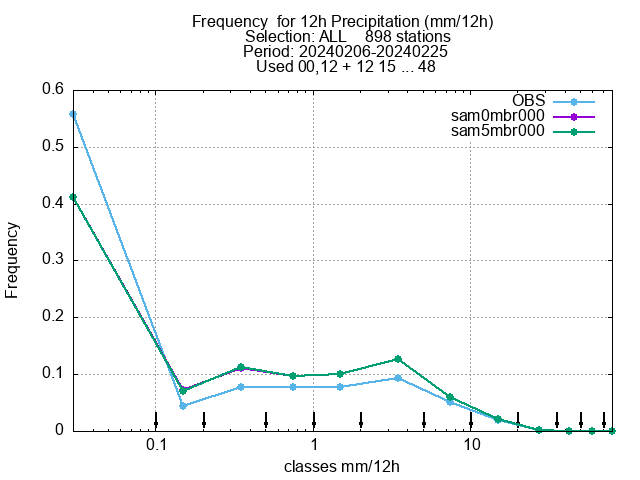 Frequency  for 12h Precipitation (mm/12h)
Selection: ALL    898 stations
Period: 20240206-20240225
Used 00,12 + 12 15 ... 48
OBS
sam0mbr000
sam5mbr000
0.6
0.5
0.4
0.3
0.2
0.1
0
Frequency
0.1 1 10
classes mm/12h